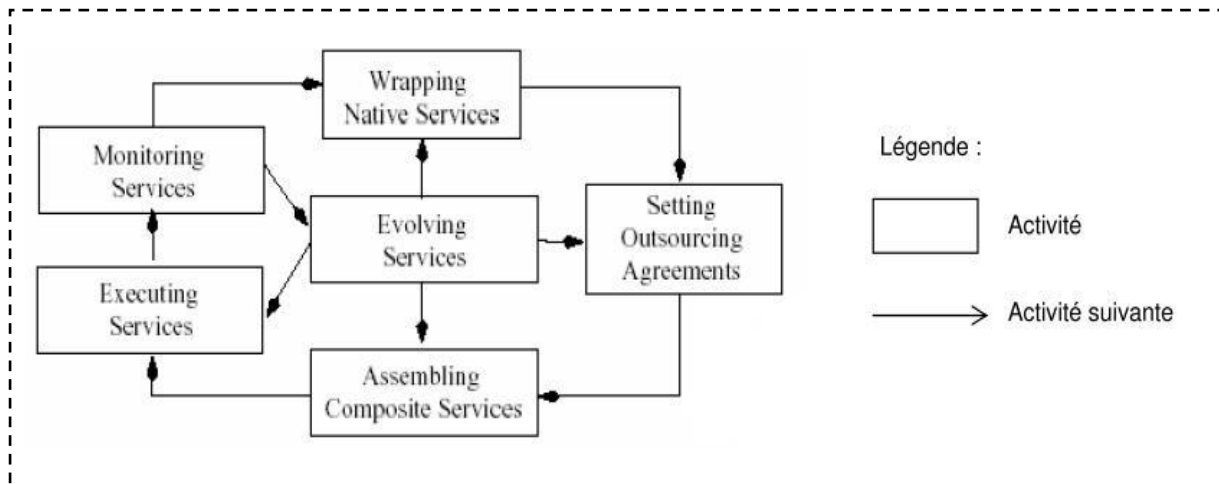 Wrapping
Native Services
Monitoring
Services
Evolving
Services
Setting
Outsourcing
Agreements
Executing
Services
Assembling
Composite Services
Légende :
Activité
Activité suivante